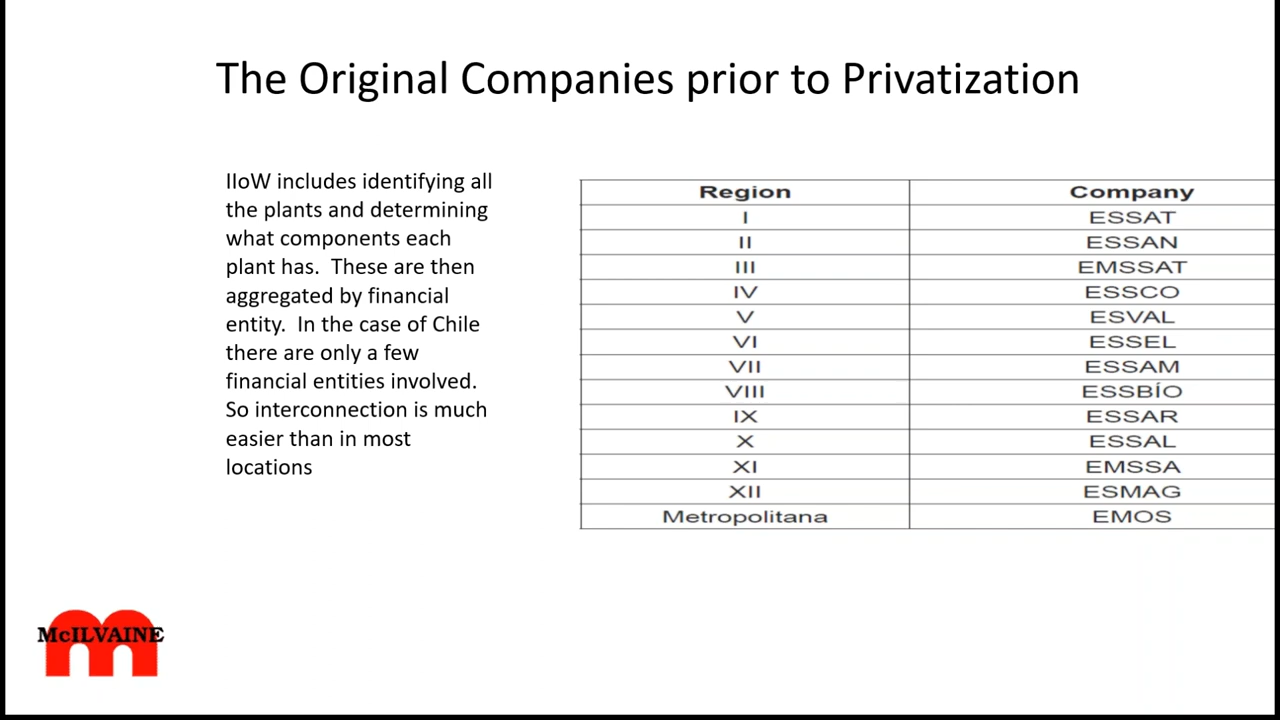 The Original Companies prior to Privatization
IIoW includes identifying all
the plants and determining
what components each
plant has.  These are then
aggregated by financial
entity.  In the case of Chile
there are only a few
financial entities involved.
So interconnection is much
easier than in most
locations
Region Company
I ESSAT
II ESSAN
III EMSSAT
IV ESSCO
V ESVAL
VI ESSEL
VII ESSAM
VIII ESSBÍO
IX ESSAR
X ESSAL
XI EMSSA
XII ESMAG
Metropolitana EMOS
McILVAINE